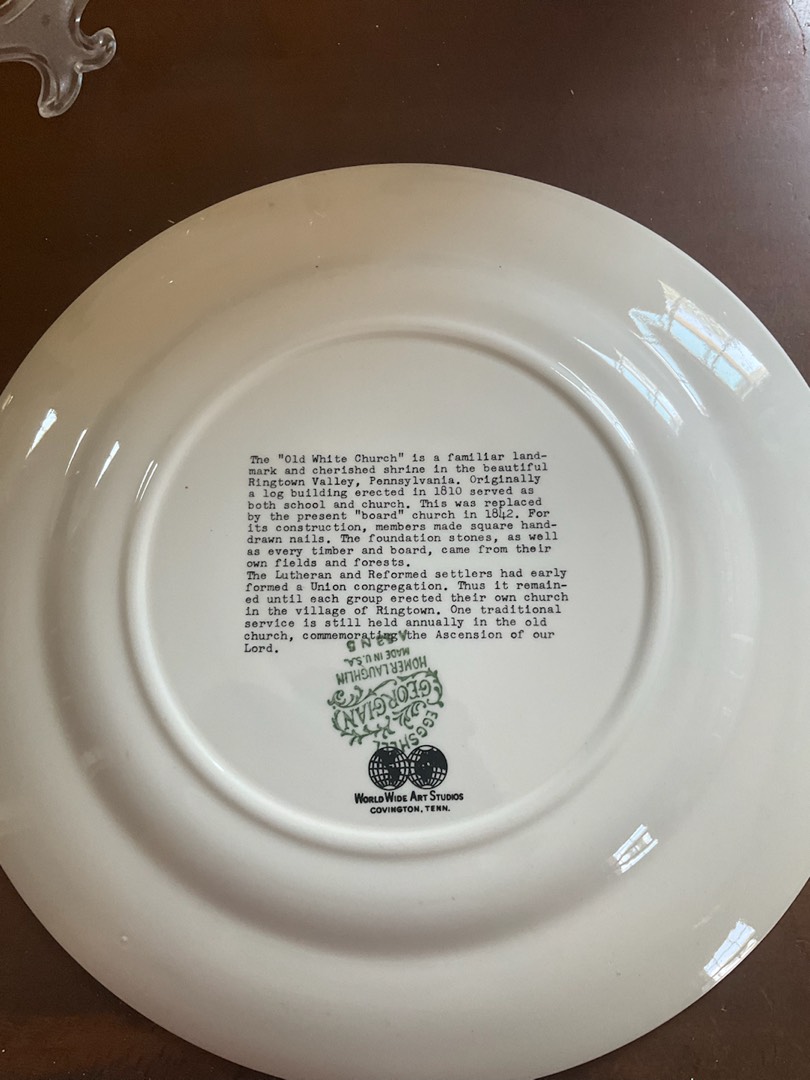 The "Old White Church" is a familiar land-
mark and cherished shrine in the beautiful
Ringtown Valley, Pennsylvania. Originally
a log building erected in 1810 served as
both school and church. This was replaced
by the present "board" church in 1842. For
its construction, members made square hand-
drawn nails. The foundation stones, as well
as every timber and board, came from their
own fields and forests.
The Lutheran and Reformed settlers had early
formed a Union congregation. Thus it remain-
ed until each group erected their own church
in the village of Ringtown. One traditional
service is still held annually in the old
church, commemorating the Ascension of our
Lord.
EGGSHELL
GEORGIAN
HOMER LAUGHLIN
MADE IN U.S.A.
WORLD WIDE ART STUDIOS
COVINGTON, TENN.